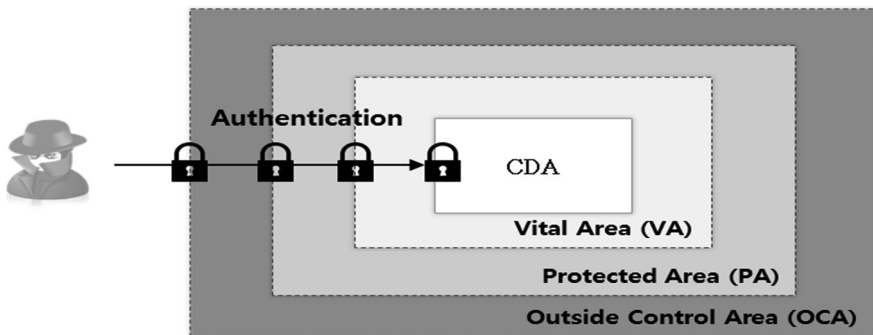 Authentication
CDA
Vital Area (VA)
Protected Area (PA)
Outside Control Area (OCA)